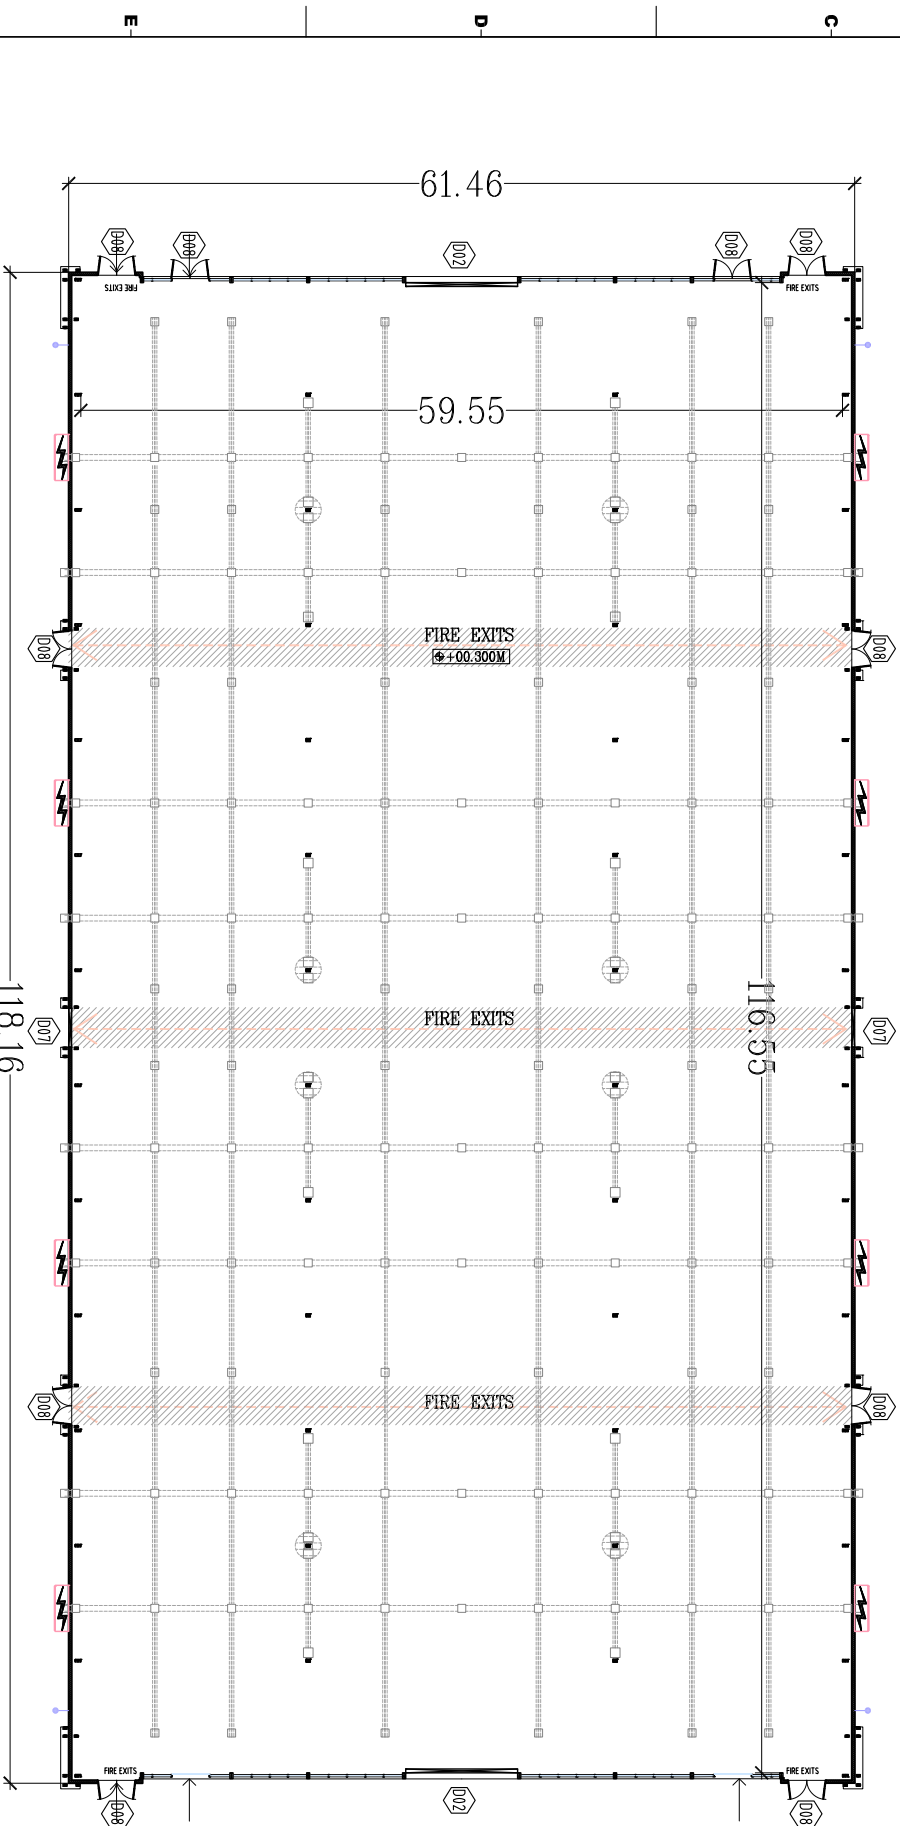 E
D
C
61.46
D08
D08
D02
D08
D08
FIRE EXITS
FIRE EXITS
59.55
FIRE EXITS
+00.300M
D08
D08
118.16
116.55
FIRE EXITS
D07
D07
FIRE EXITS
D08
D08
FIRE EXITS
FIRE EXITS
D08
D02
D08